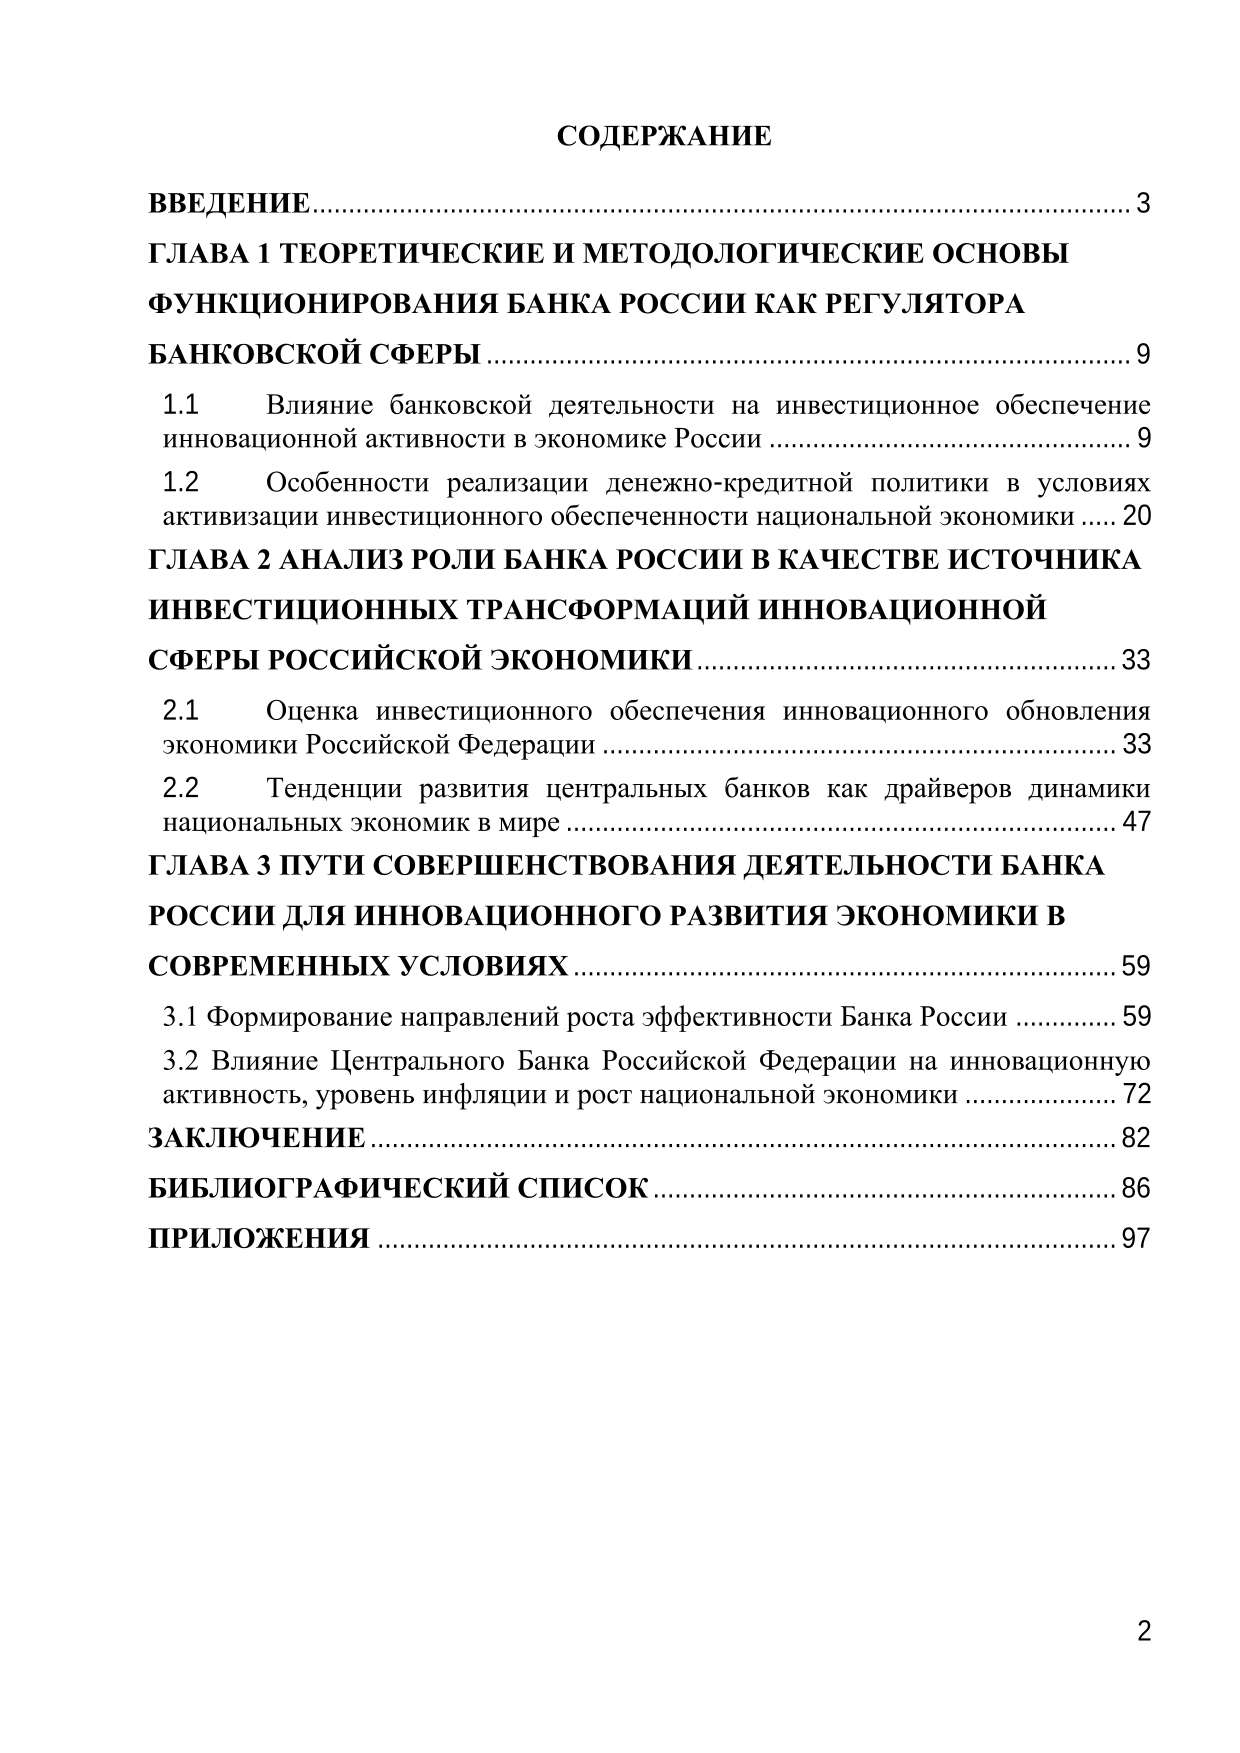 СОДЕРЖАНИЕ
ВВЕДЕНИЕ................................................................................................................ 3
ГЛАВА 1 ТЕОРЕТИЧЕСКИЕ И МЕТОДОЛОГИЧЕСКИЕ ОСНОВЫ
ФУНКЦИОНИРОВАНИЯ БАНКА РОССИИ КАК РЕГУЛЯТОРА
БАНКОВСКОЙ СФЕРЫ ........................................................................................ 9
1.1 Влияние банковской деятельности на инвестиционное обеспечение
инновационной активности в экономике России ................................................. 9
1.2 Особенности реализации денежно-кредитной политики в условиях
активизации инвестиционного обеспеченности национальной экономики ..... 20
ГЛАВА 2 АНАЛИЗ РОЛИ БАНКА РОССИИ В КАЧЕСТВЕ ИСТОЧНИКА
ИНВЕСТИЦИОННЫХ ТРАНСФОРМАЦИЙ ИННОВАЦИОННОЙ
СФЕРЫ РОССИЙСКОЙ ЭКОНОМИКИ ......................................................... 33
2.1 Оценка инвестиционного обеспечения инновационного обновления
экономики Российской Федерации ...................................................................... 33
2.2 Тенденции развития центральных банков как драйверов динамики
национальных экономик в мире ........................................................................... 47
ГЛАВА 3 ПУТИ СОВЕРШЕНСТВОВАНИЯ ДЕЯТЕЛЬНОСТИ БАНКА
РОССИИ ДЛЯ ИННОВАЦИОННОГО РАЗВИТИЯ ЭКОНОМИКИ В
СОВРЕМЕННЫХ УСЛОВИЯХ ........................................................................... 59
3.1 Формирование направлений роста эффективности Банка России .............. 59
3.2 Влияние Центрального Банка Российской Федерации на инновационную
активность, уровень инфляции и рост национальной экономики ..................... 72
ЗАКЛЮЧЕНИЕ ...................................................................................................... 82
БИБЛИОГРАФИЧЕСКИЙ СПИСОК ............................................................... 86
ПРИЛОЖЕНИЯ ..................................................................................................... 97
2